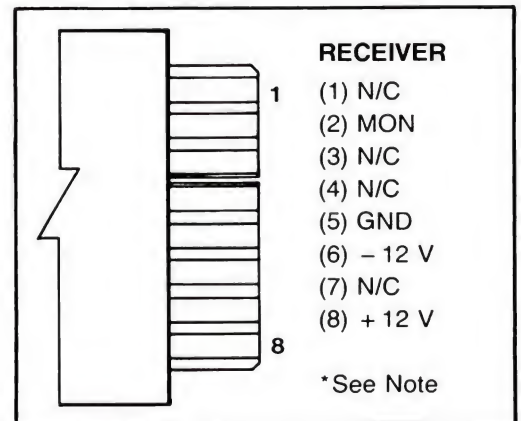 RECEIVER
1
(1) N/C
(2) MON
(3) N/C
(4) N/C
(5) GND
(6) – 12 V
(7) N/C
(8) + 12 V
8
*See Note